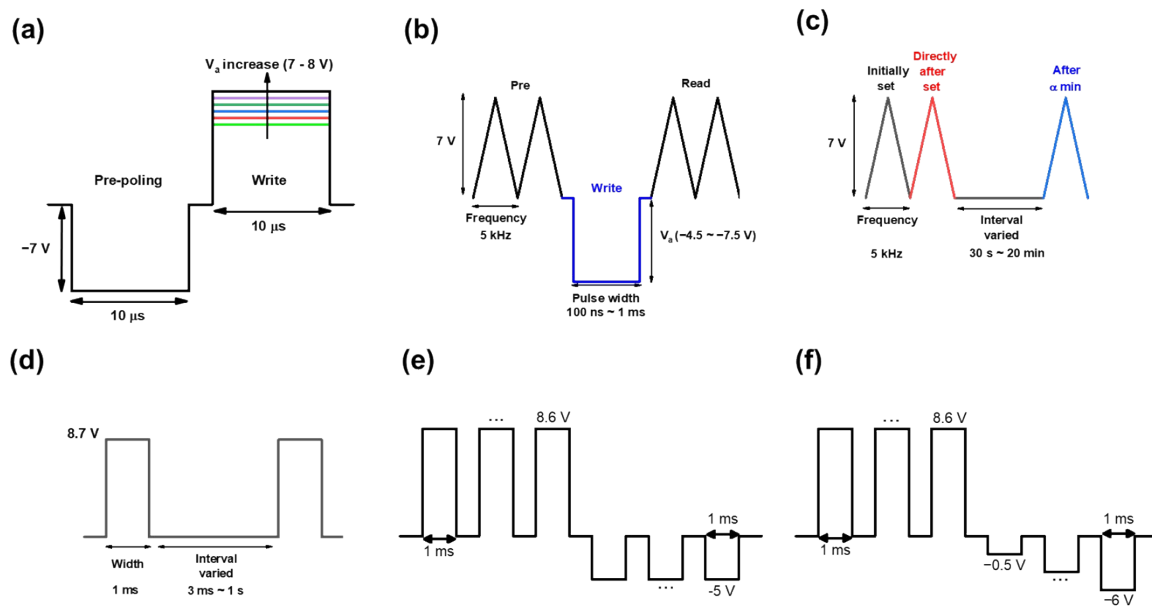 (a)
V_a increase (7 - 8 V)
Pre-poling
Write
−7 V
10 μs
10 μs
(b)
Pre
Read
7 V
Write
Frequency
5 kHz
V_a (−4.5 ~ −7.5 V)
Pulse width
100 ns ~ 1 ms
(c)
Initially
set
Directly
after
set
After
α min
7 V
Frequency
5 kHz
Interval
varied
30 s ~ 20 min
(d)
8.7 V
Width
1 ms
Interval
varied
3 ms ~ 1 s
(e)
...
8.6 V
1 ms
1 ms
...
-5 V
(f)
...
8.6 V
1 ms
1 ms
−0.5 V
...
−6 V